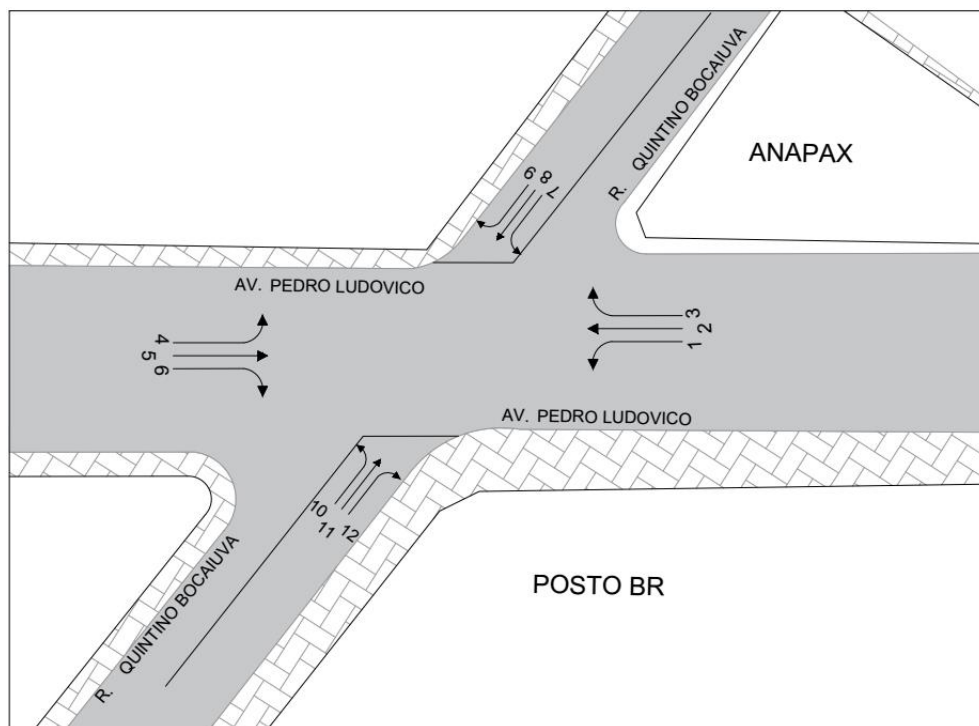 R. QUINTINO BOCAIUVA
ANAPAX
9
8
7
AV. PEDRO LUDOVICO
3
2
1
4
5
6
AV. PEDRO LUDOVICO
10
11
12
R. QUINTINO BOCAIUVA
POSTO BR